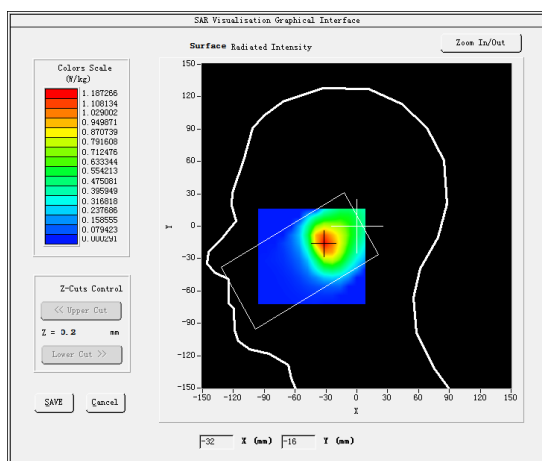 SAR Visualisation Graphical Interface
Surface Radiated Intensity
Zoom In/Out
Colors Scale
(W/kg)
1.187266
1.108134
1.029002
0.949871
0.870739
0.791608
0.712476
0.633344
0.554213
0.475081
0.395949
0.316818
0.237686
0.158555
0.079423
0.000291
Z-Cuts Control
<< Upper Cut
Z = 0.2 mm
Lower Cut >>
SAVE
Cancel
150
120
90
60
30
0
-30
-60
-90
-120
-150
Y
-150 -120 -90 -60 -30 0 30 60 90 120 150
X
-32 X (mm) -16 Y (mm)